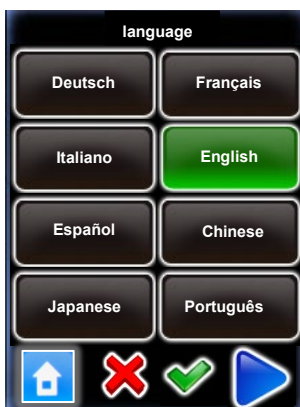 language
Deutsch
Français
Italiano
English
Español
Chinese
Japanese
Português